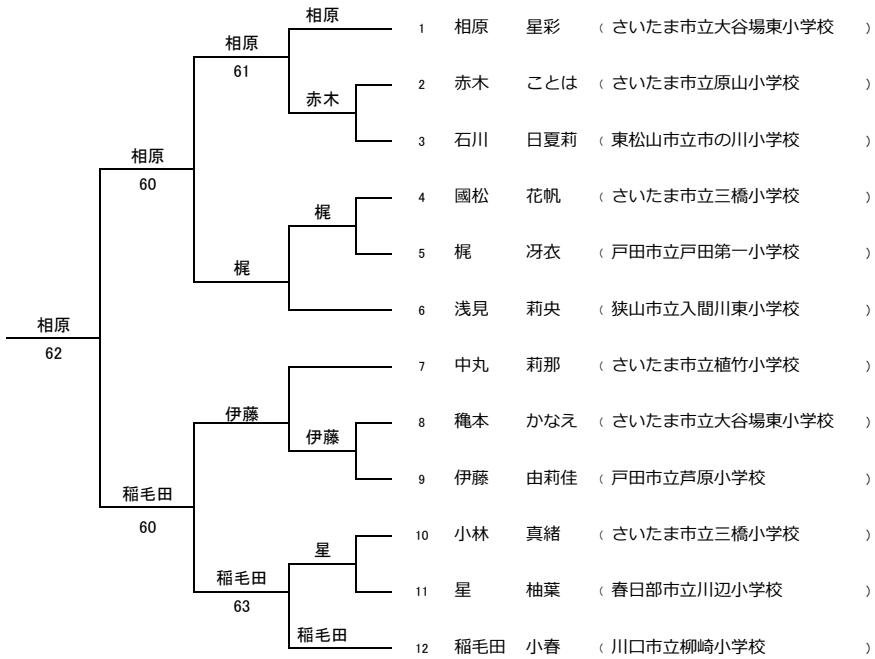 相原
1 相原 星彩 ( さいたま市立大谷場東小学校 )
相原
61
2 赤木 ことは ( さいたま市立原山小学校 )
赤木
3 石川 日夏莉 ( 東松山市立市の川小学校 )
相原
60
4 國松 花帆 ( さいたま市立三橋小学校 )
梶
5 梶 冴衣 ( 戸田市立戸田第一小学校 )
梶
6 浅見 莉央 ( 狭山市立入間川東小学校 )
相原
62
7 中丸 莉那 ( さいたま市立植竹小学校 )
伊藤
8 穐本 かなえ ( さいたま市立大谷場東小学校 )
伊藤
9 伊藤 由莉佳 ( 戸田市立芦原小学校 )
稲毛田
60
10 小林 真緒 ( さいたま市立三橋小学校 )
星
11 星 柚葉 ( 春日部市立川辺小学校 )
稲毛田
63
稲毛田
12 稲毛田 小春 ( 川口市立柳崎小学校 )